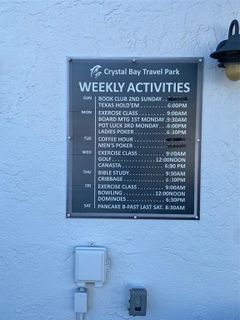 Crystal Bay Travel Park
WEEKLY ACTIVITIES
SUN BOOK CLUB 2ND SUNDAY
TEXAS HOLD'EM 6:00PM
MON EXERCISE CLASS 9:00AM
BOARD MTG 1ST MONDAY 9:30AM
POT LUCK 3RD MONDAY 6:00PM
LADIES POKER 6:30PM
TUE COFFEE HOUR
MEN'S POKER
WED EXERCISE CLASS 9:00AM
GOLF 12:00NOON
CANASTA 6:30 PM
THU BIBLE STUDY 9:30AM
CRIBBAGE 6:30PM
FRI EXERCISE CLASS 9:00AM
BOWLING 12:00NOON
DOMINOES 6:30PM
SAT PANCAKE B-FAST LAST SAT. 8:30AM